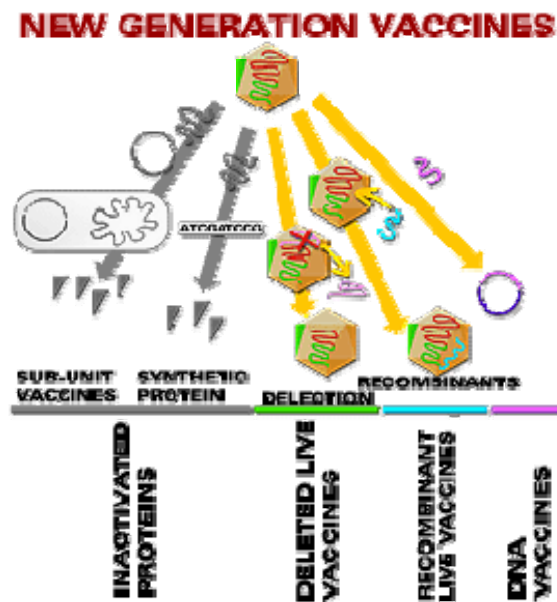 NEW GENERATION VACCINES
ATCGATCCG
SUB-UNIT
VACCINES
SYNTHETIC
PROTEIN
DELECTION
RECOMBINANTS
INACTIVATED
PROTEINS
DELETED LIVE
VACCINES
RECOMBINANT
LIVE VACCINES
DNA
VACCINES